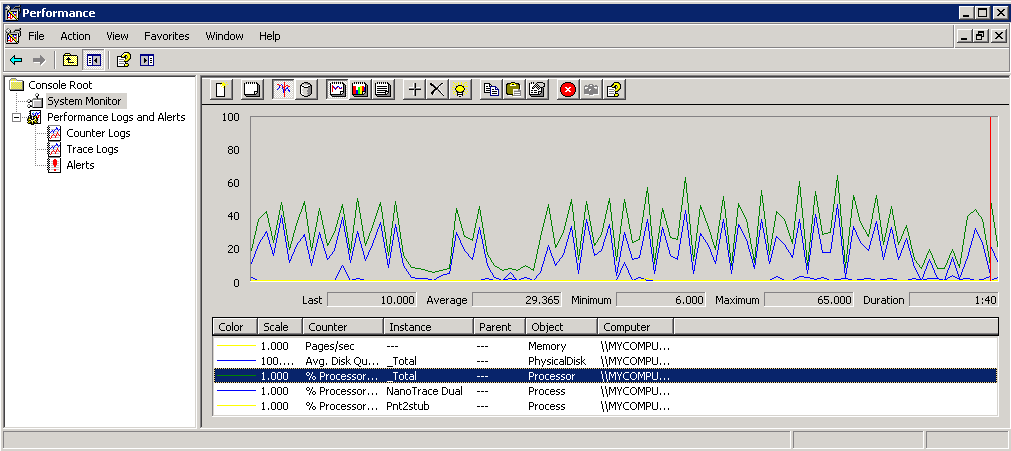 Performance
File Action View Favorites Window Help
Console Root
System Monitor
Performance Logs and Alerts
Counter Logs
Trace Logs
Alerts
100
80
60
40
20
0
Last 10.000 Average 29.365 Minimum 6.000 Maximum 65.000 Duration 1:40
Color Scale Counter Instance Parent Object Computer
1.000 Pages/sec --- --- Memory \\MYCOMPU...
100.... Avg. Disk Qu... _Total --- PhysicalDisk \\MYCOMPU...
1.000 % Processor... _Total --- Processor \\MYCOMPU...
1.000 % Processor... NanoTrace Dual --- Process \\MYCOMPU...
1.000 % Processor... Pnt2stub --- Process \\MYCOMPU...